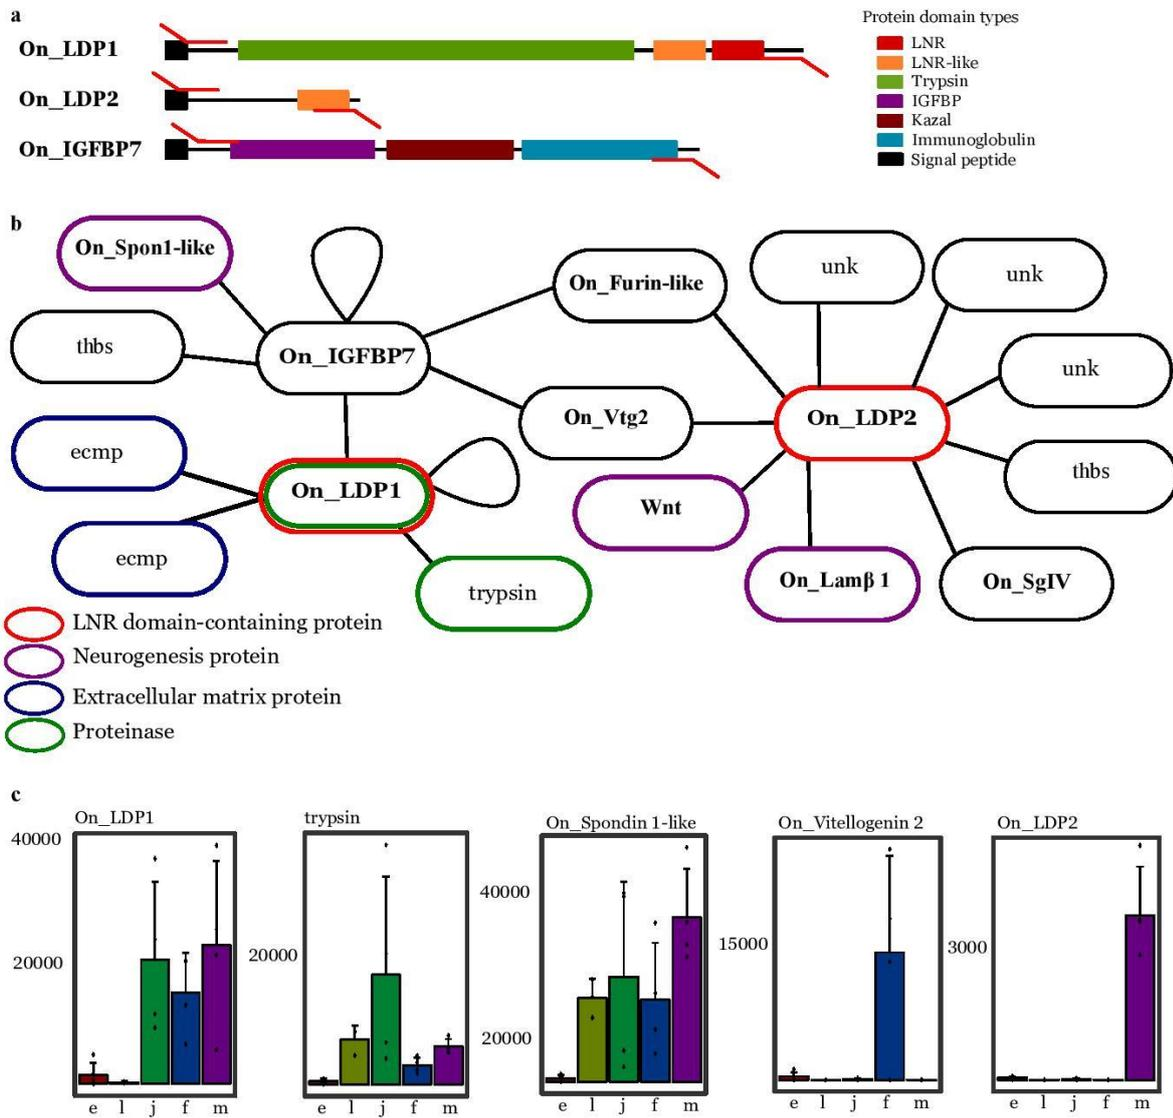 a
Protein domain types
On_LDP1
LNR
LNR-like
Trypsin
On_LDP2
IGFBP
Kazal
On_IGFBP7
Immunoglobulin
Signal peptide
b
On_Spon1-like
unk
unk
On_Furin-like
thbs
On_IGFBP7
unk
On_Vtg2
On_LDP2
ecmp
thbs
On_LDP1
Wnt
ecmp
trypsin
On_Lamβ 1
On_SgIV
LNR domain-containing protein
Neurogenesis protein
Extracellular matrix protein
Proteinase
c
On_LDP1
trypsin
On_Spondin 1-like
On_Vitellogenin 2
On_LDP2
40000
20000
20000
40000
20000
15000
3000
e l j f m
e l j f m
e l j f m
e l j f m
e l j f m